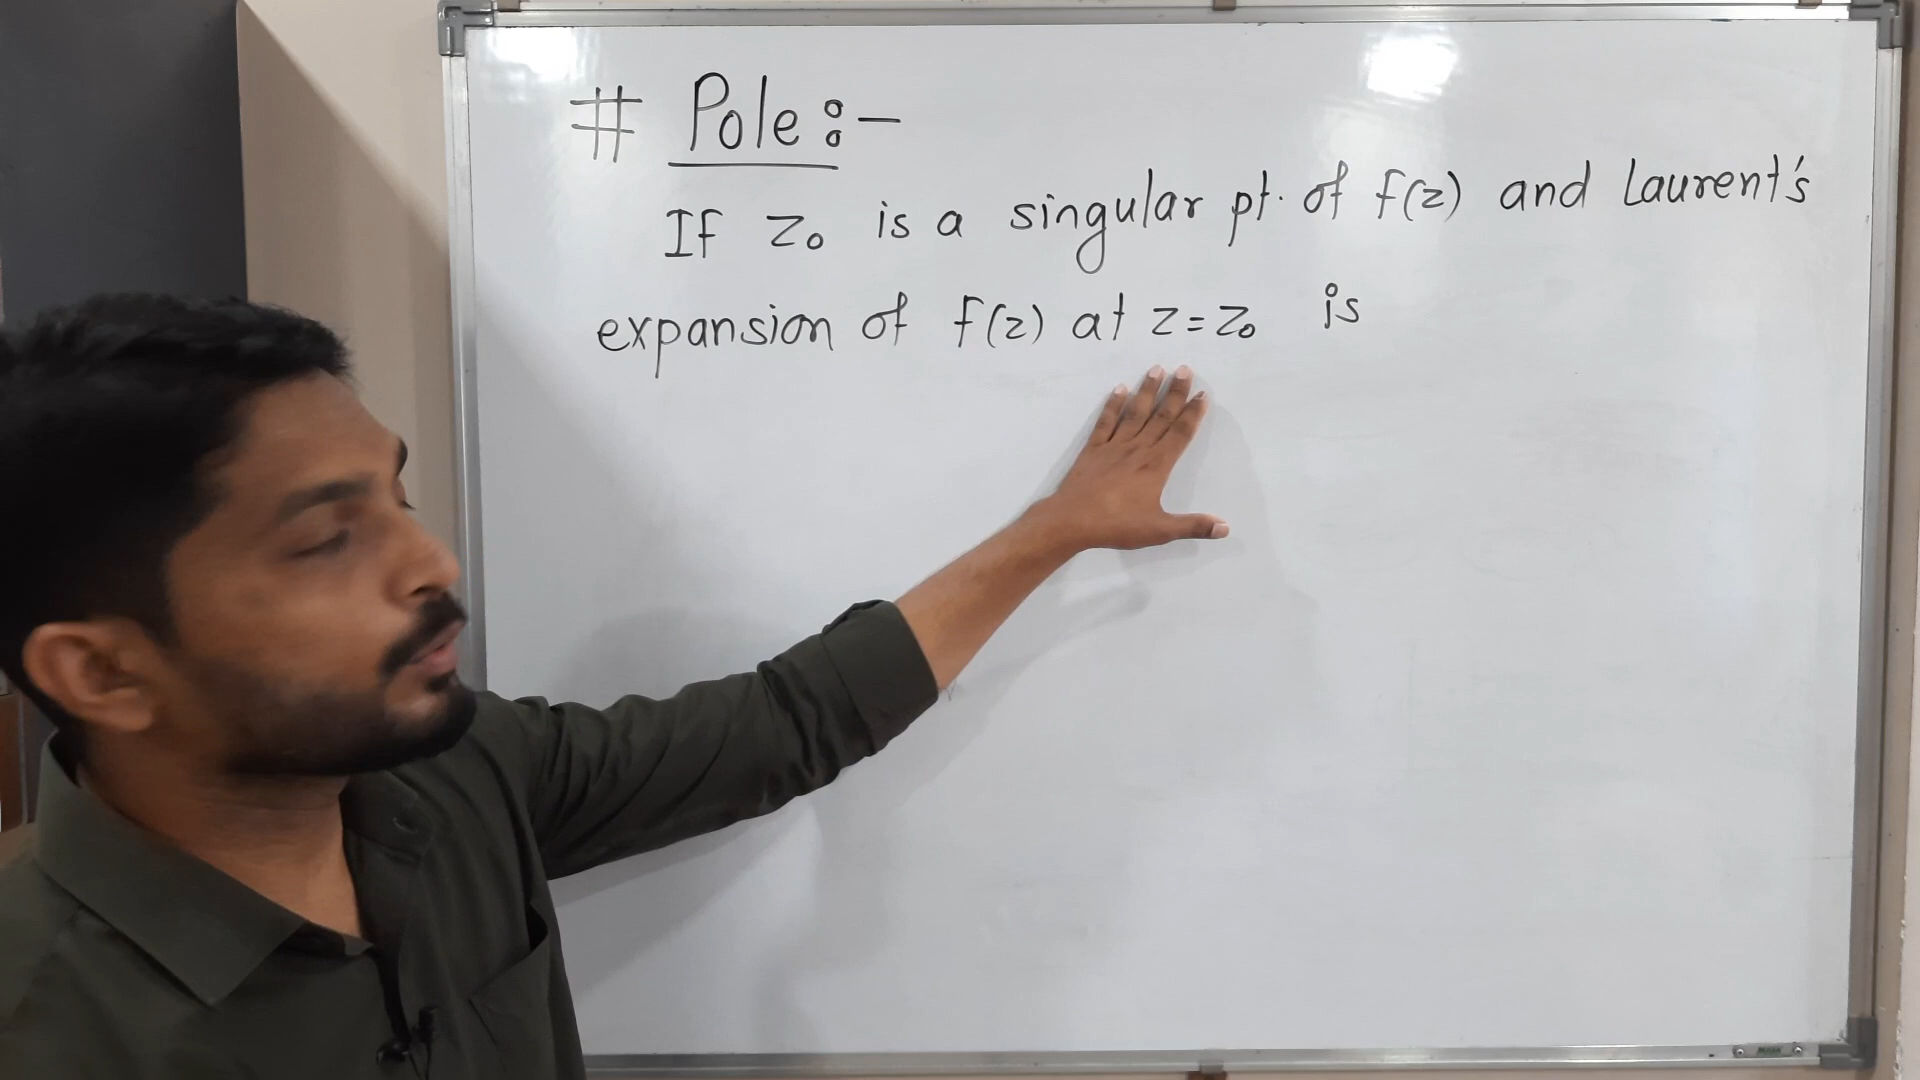 # Pole :-
If z₀ is a singular pt. of f(z) and Laurent's
expansion of f(z) at z=z₀ is